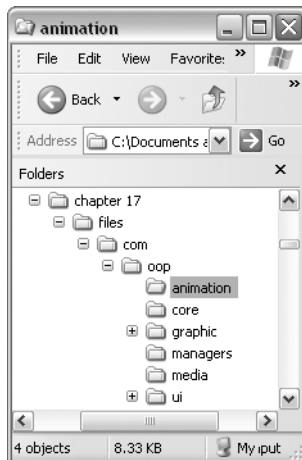 animation
File Edit View Favorite: »
Back »
Address C:\Documents a Go
Folders
chapter 17
files
com
oop
animation
core
graphic
managers
media
ui
4 objects 8.33 KB